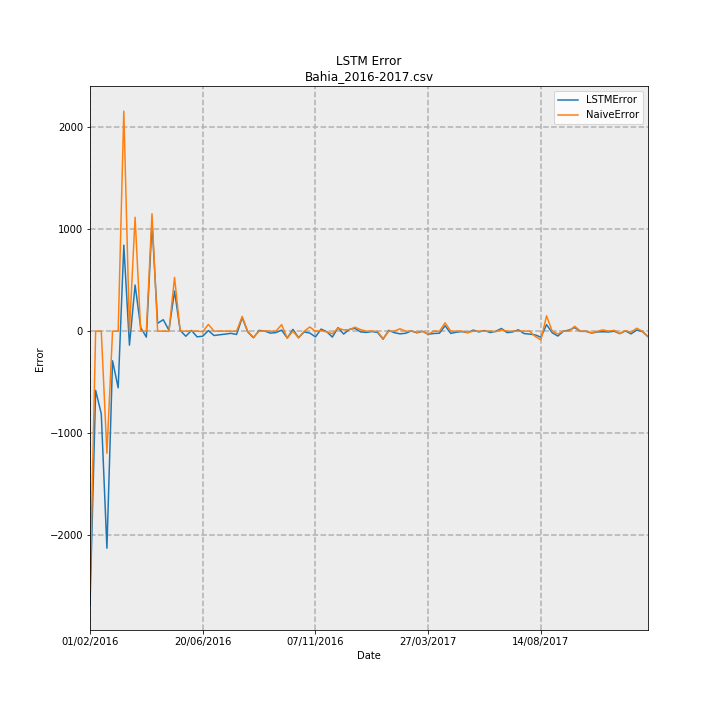 LSTM Error
Bahia_2016-2017.csv
LSTMError
NaiveError
2000
1000
0
−1000
−2000
Error
01/02/2016
20/06/2016
07/11/2016
27/03/2017
14/08/2017
Date